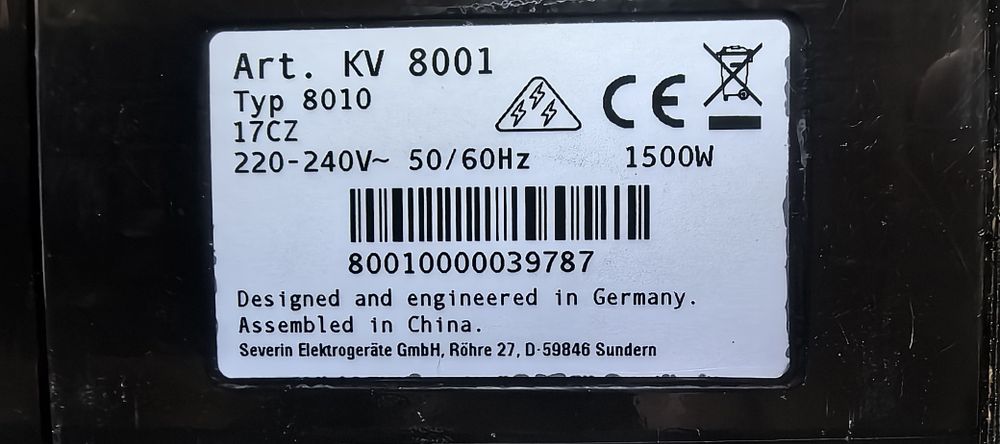 Art. KV 8001
Typ 8010
17CZ
220-240V~ 50/60Hz 1500W
CE
80010000039787
Designed and engineered in Germany.
Assembled in China.
Severin Elektrogeräte GmbH, Röhre 27, D-59846 Sundern